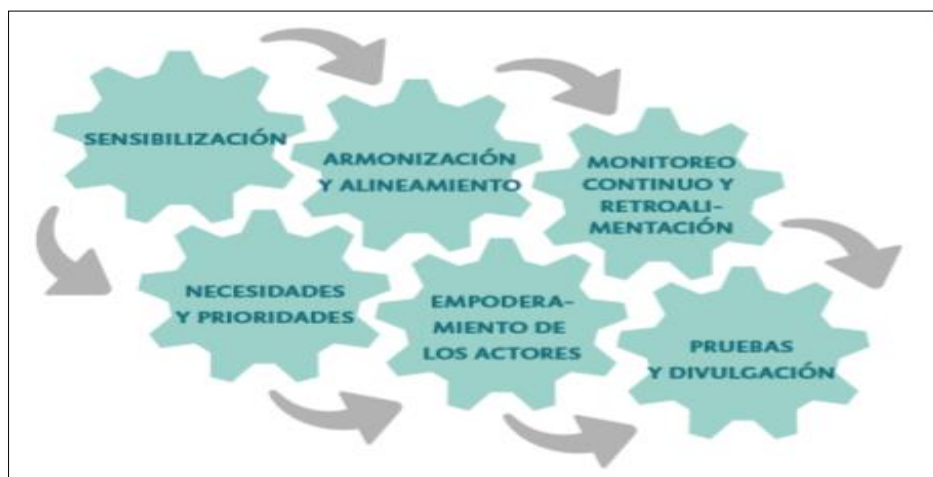 SENSIBILIZACIÓN
ARMONIZACIÓN
Y ALINEAMIENTO
MONITOREO
CONTINUO Y
RETROALI-
MENTACIÓN
NECESIDADES
Y PRIORIDADES
EMPODERA-
MIENTO DE
LOS ACTORES
PRUEBAS
Y DIVULGACIÓN